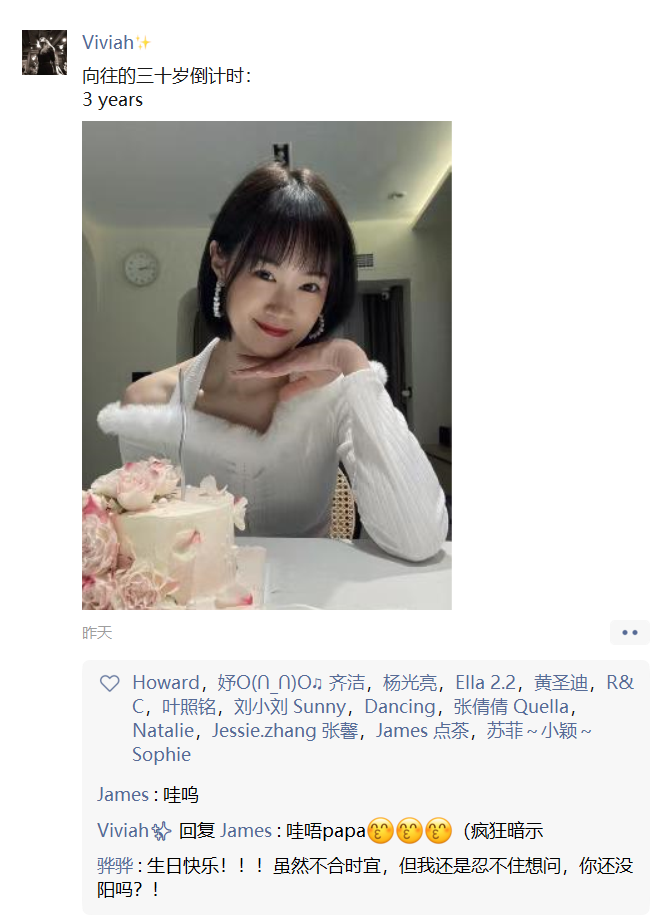 Viviah✨
向往的三十岁倒计时：
3 years
昨天
Howard，妤O(∩_∩)O♫ 齐洁，杨光亮，Ella 2.2，黄圣迪，R&
C，叶照铭，刘小刘 Sunny，Dancing，张倩倩 Quella，
Natalie，Jessie.zhang 张馨，James 点茶，苏菲～小颖～
Sophie
James : 哇呜
Viviah✨ 回复 James : 哇唔papa😙😙😙（疯狂暗示
骅骅 : 生日快乐！！！虽然不合时宜，但我还是忍不住想问，你还没
阳吗？！